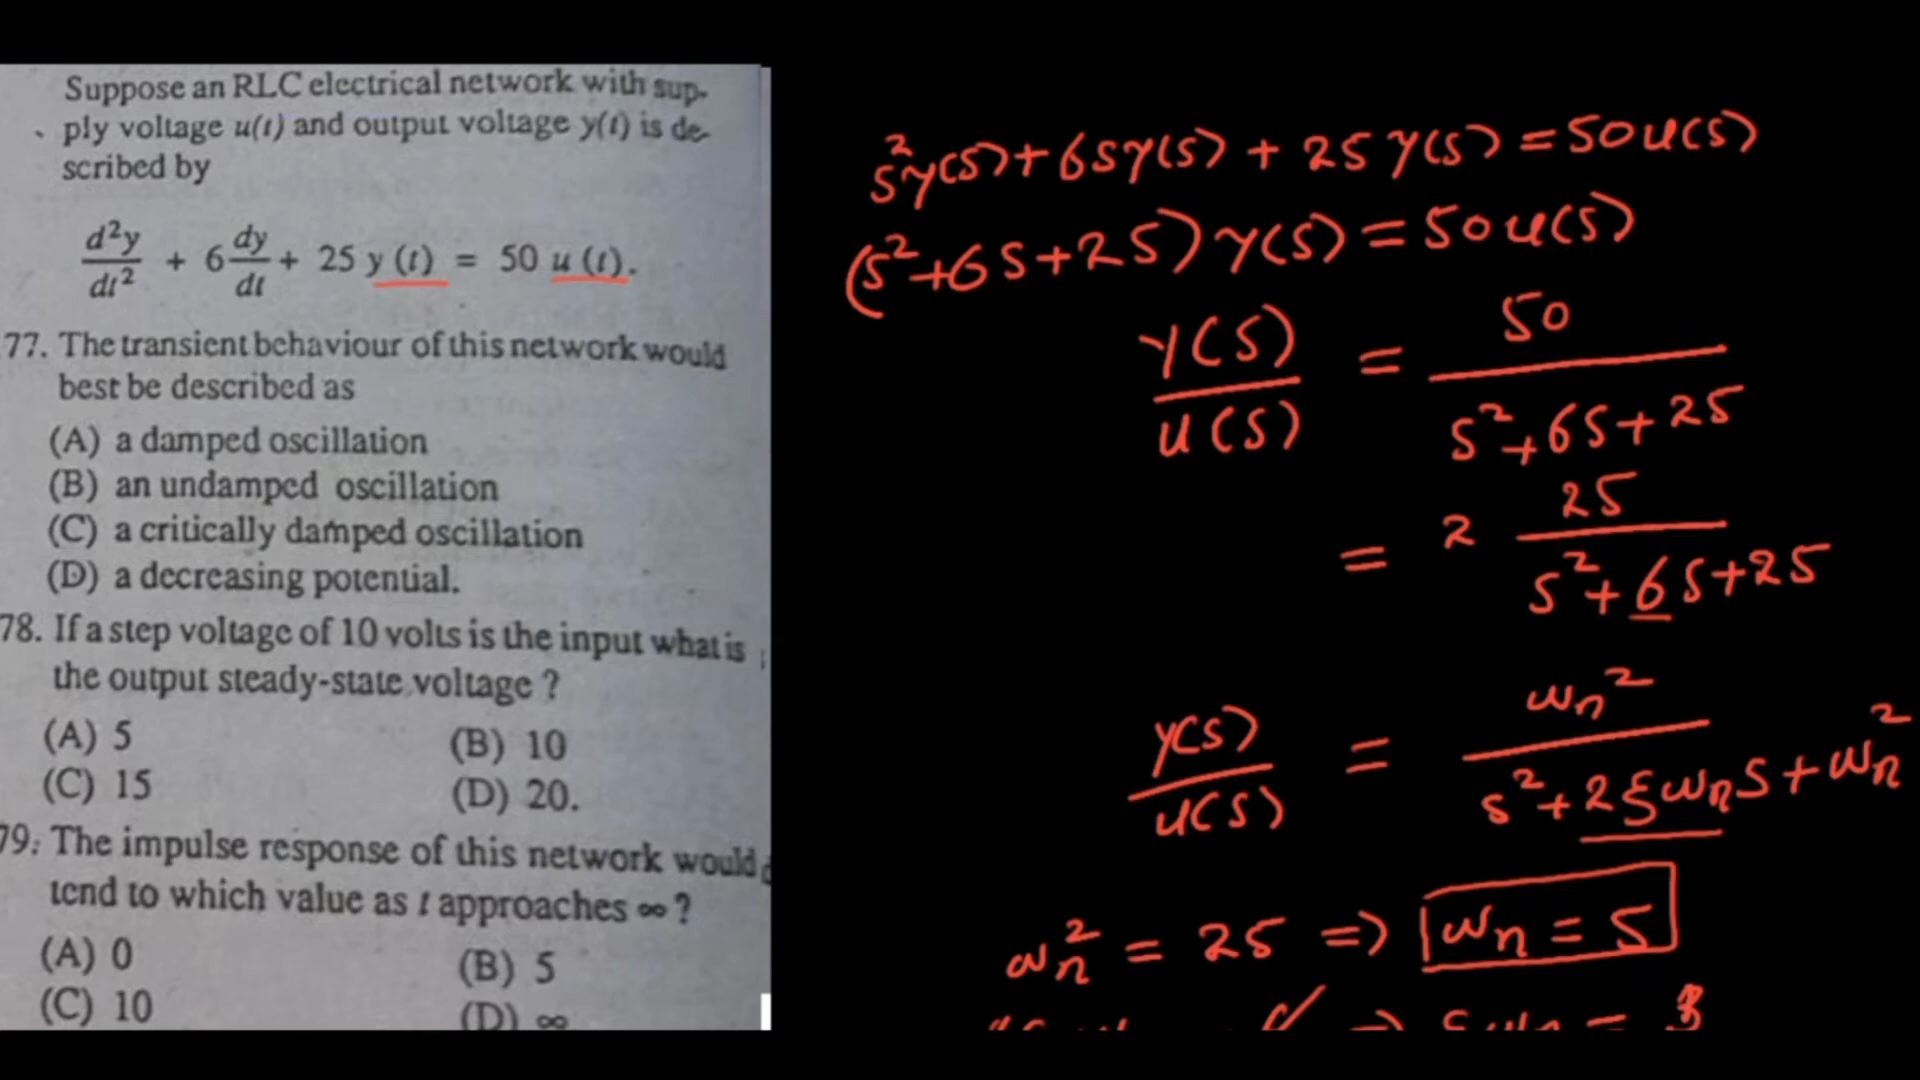 Suppose an RLC electrical network with sup-
ply voltage u(t) and output voltage y(t) is de-
scribed by
d²y/dt² + 6 dy/dt + 25 y (t) = 50 u (t).
77. The transient behaviour of this network would
best be described as
(A) a damped oscillation
(B) an undamped oscillation
(C) a critically damped oscillation
(D) a decreasing potential.
78. If a step voltage of 10 volts is the input what is
the output steady-state voltage ?
(A) 5 (B) 10
(C) 15 (D) 20.
79. The impulse response of this network would
tend to which value as t approaches ∞ ?
(A) 0 (B) 5
(C) 10 (D) ∞
s²y(s)+6sy(s)+25y(s)=50u(s)
(s²+6s+25)y(s)=50u(s)
y(s)/u(s) = 50/(s²+6s+25)
= 2 25/(s²+6s+25)
y(s)/u(s) = ωn²/(s²+2ξωns+ωn²)
ωn² = 25 => ωn = 5